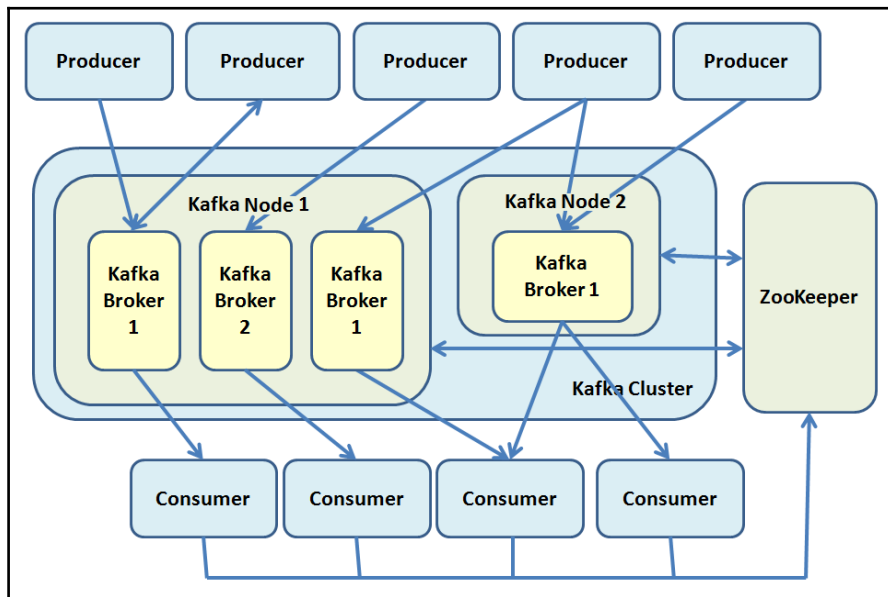 Producer
Producer
Producer
Producer
Producer
Kafka Node 1
Kafka Node 2
Kafka
Broker
1
Kafka
Broker
2
Kafka
Broker
1
Kafka
Broker 1
ZooKeeper
Kafka Cluster
Consumer
Consumer
Consumer
Consumer